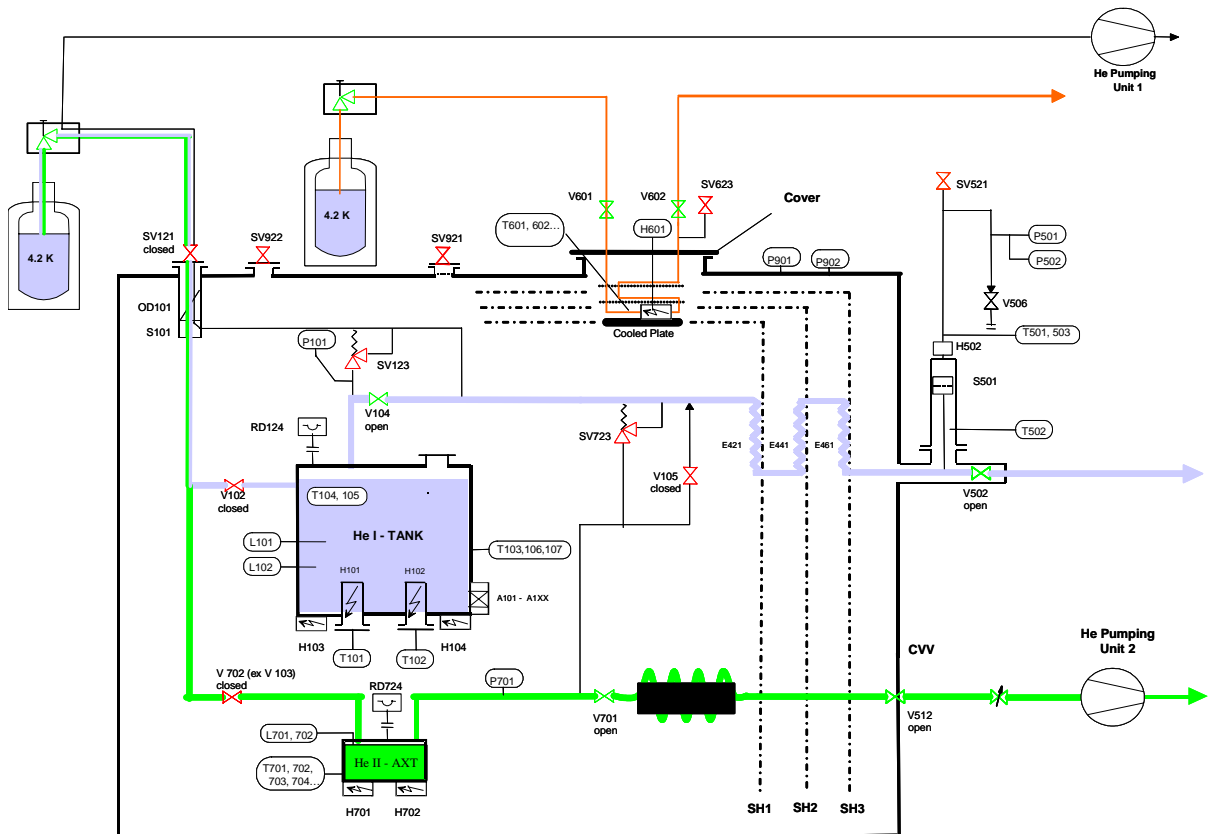 He Pumping
Unit 1
4.2 K
4.2 K
SV121
closed
SV922
SV921
V601
V602
SV623
Cover
T601, 602...
H601
P901
P902
SV521
P501
P502
V506
T501, 503
H502
S501
T502
OD101
S101
Cooled Plate
P101
SV123
V104
open
RD124
SV723
V105
closed
E421
E441
E461
V502
open
V102
closed
T104, 105
He I - TANK
L101
L102
T103,106,107
H101
H102
A101 - A1XX
H103
H104
T101
T102
V 702 (ex V 103)
closed
RD724
P701
V701
open
CVV
V512
open
He Pumping
Unit 2
L701, 702
He II - AXT
T701, 702,
703, 704...
H701
H702
SH1
SH2
SH3